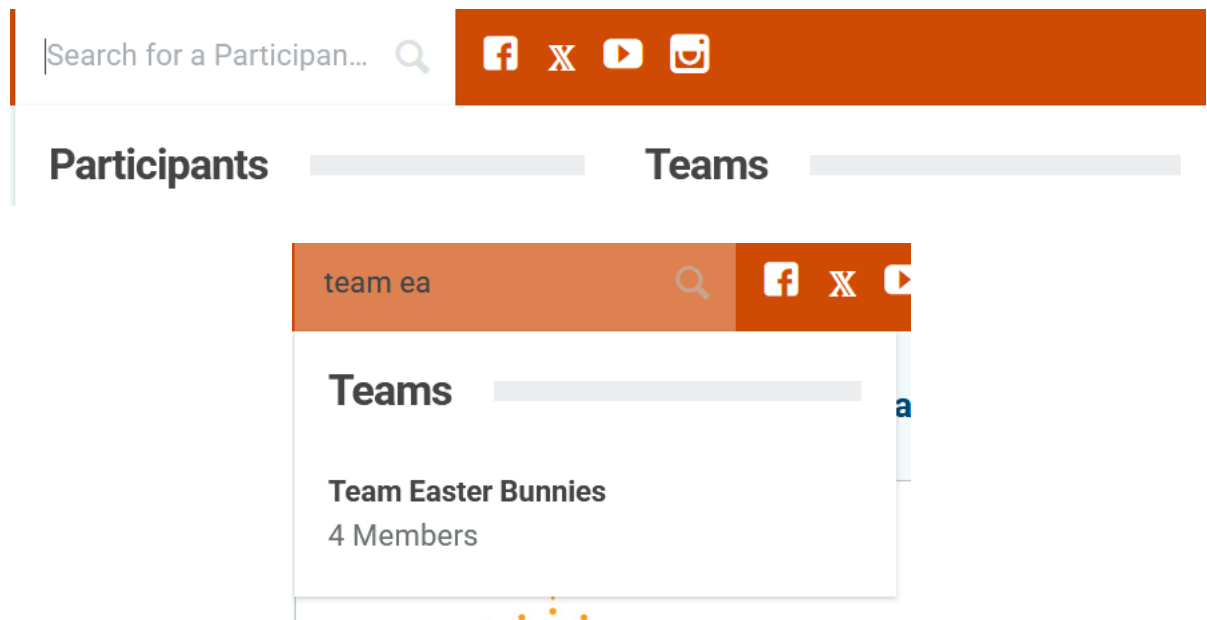 Search for a Participan...
Participants
Teams
team ea
Teams
a
Team Easter Bunnies
4 Members